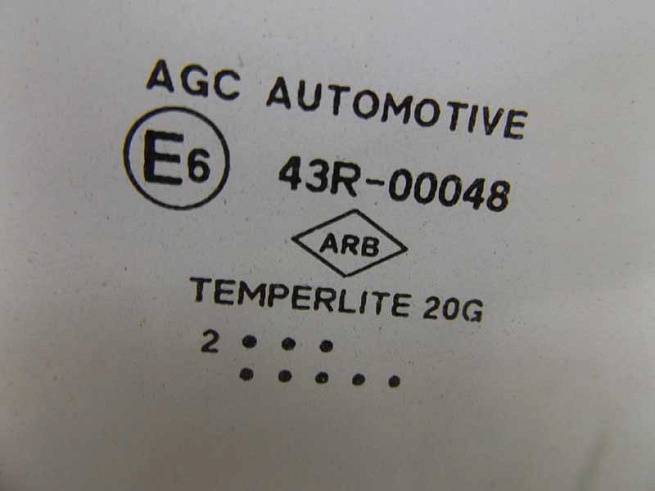 AGC AUTOMOTIVE
E6 43R-00048
ARB
TEMPERLITE 20G
2 • • •
• • • • •